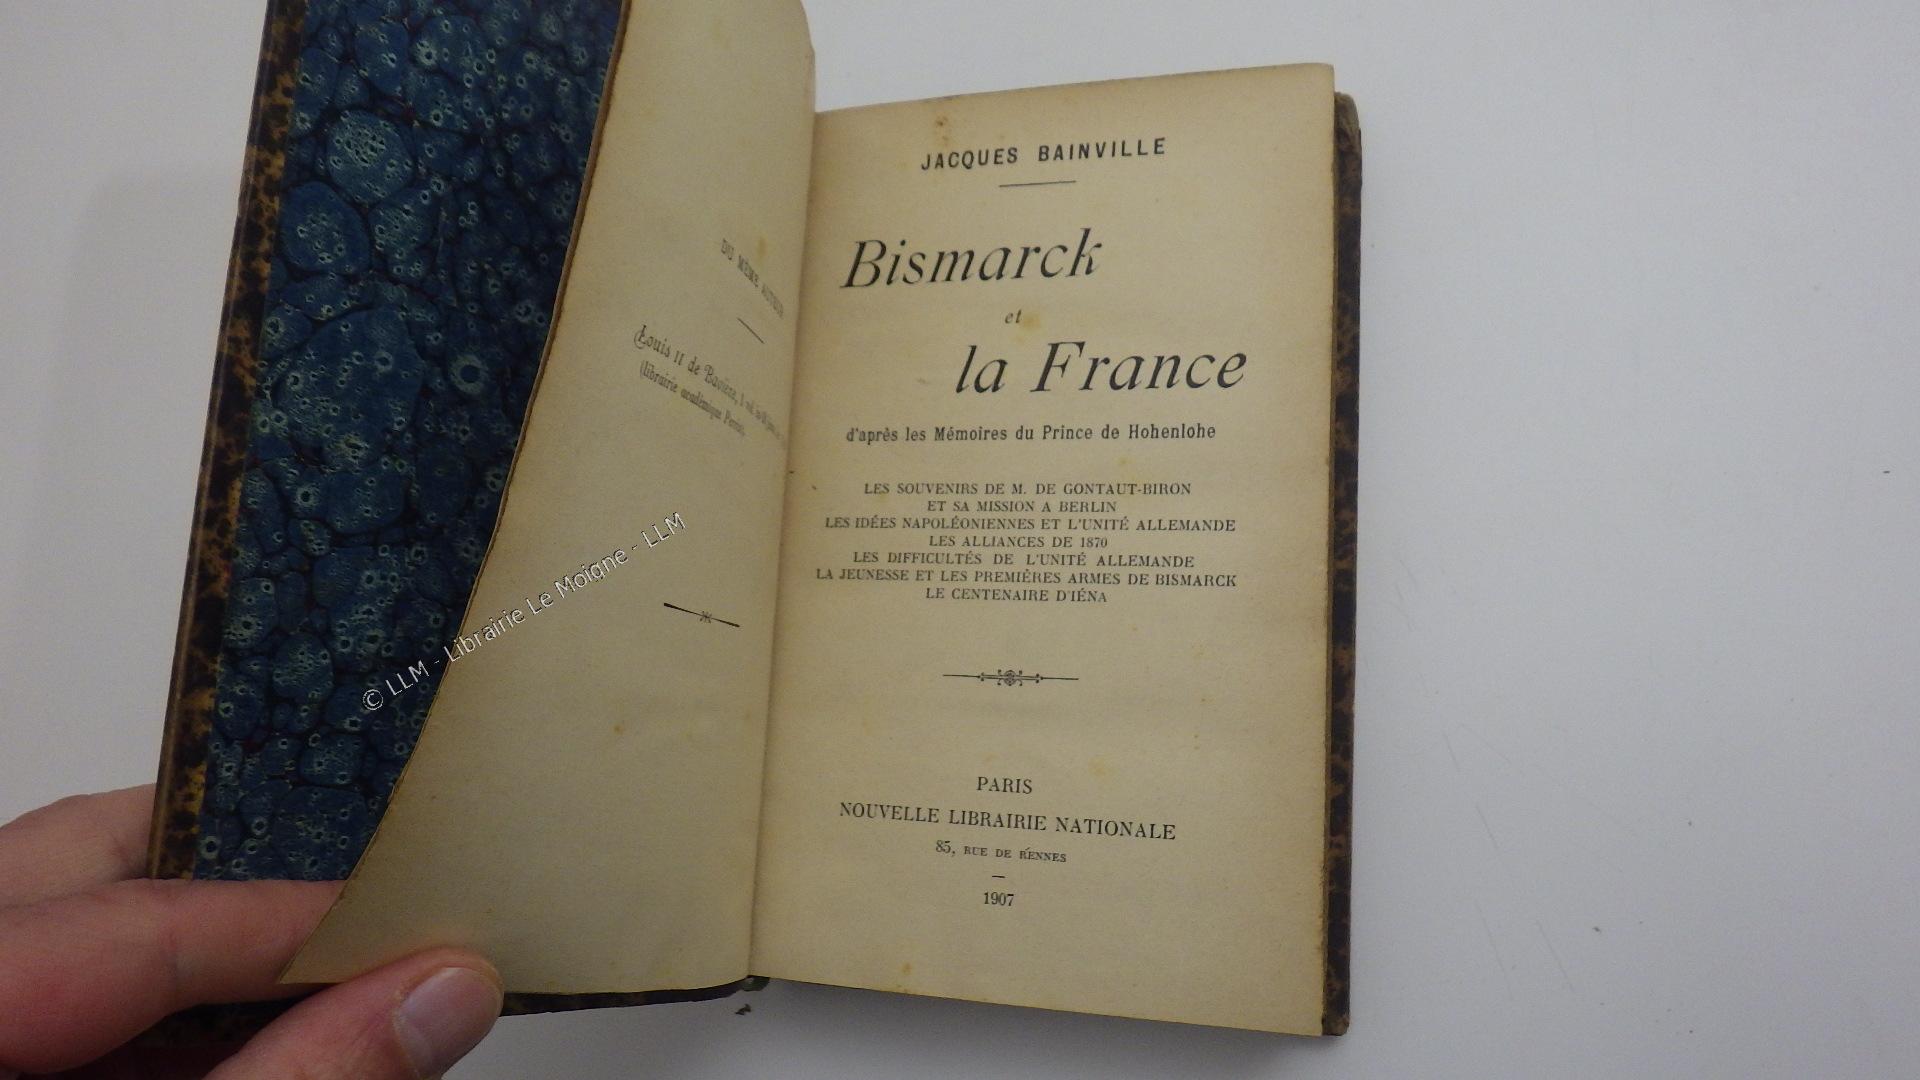 DU MÊME AUTEUR
Louis II de Bavière, 1 vol.
(librairie académique Perrin).
JACQUES BAINVILLE
Bismarck
et
la France
d'après les Mémoires du Prince de Hohenlohe
LES SOUVENIRS DE M. DE GONTAUT-BIRON
ET SA MISSION A BERLIN
LES IDÉES NAPOLÉONIENNES ET L'UNITÉ ALLEMANDE
LES ALLIANCES DE 1870
LES DIFFICULTÉS DE L'UNITÉ ALLEMANDE
LA JEUNESSE ET LES PREMIÈRES ARMES DE BISMARCK
LE CENTENAIRE D'IÉNA
PARIS
NOUVELLE LIBRAIRIE NATIONALE
85, RUE DE RENNES
1907
© LLM - Librairie Le Moigne - LLM